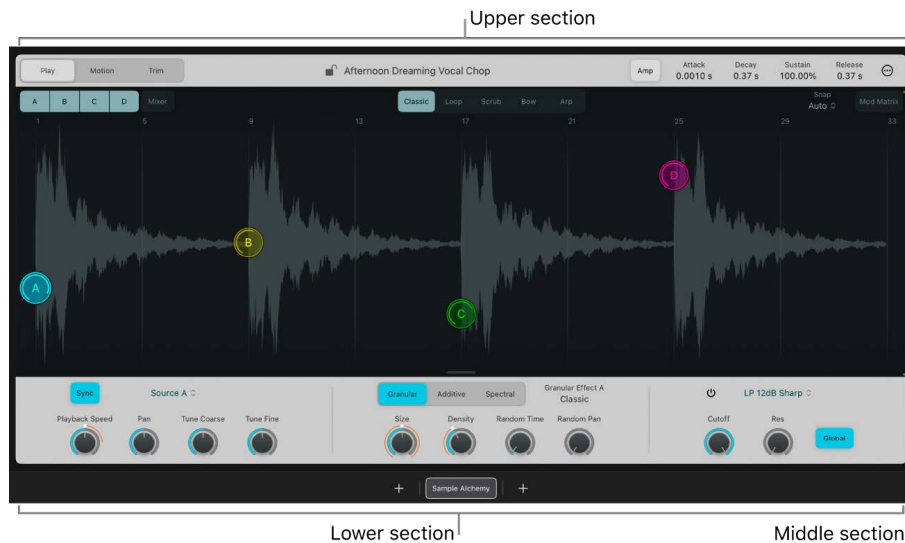 Upper section
Play Motion Trim Afternoon Dreaming Vocal Chop Amp Attack Decay Sustain Release
0.0010 s 0.37 s 100.00% 0.37 s
A B C D Mixer Classic Loop Scrub Bow Arp Snap Mod Matrix
Auto
1 5 9 13 17 21 25 29 33
D
B
A
C
Sync Source A Granular Additive Spectral Granular Effect A LP 12dB Sharp
Classic
Playback Speed Pan Tune Coarse Tune Fine Size Density Random Time Random Pan Cutoff Res
Global
+ Sample Alchemy +
Lower section Middle section